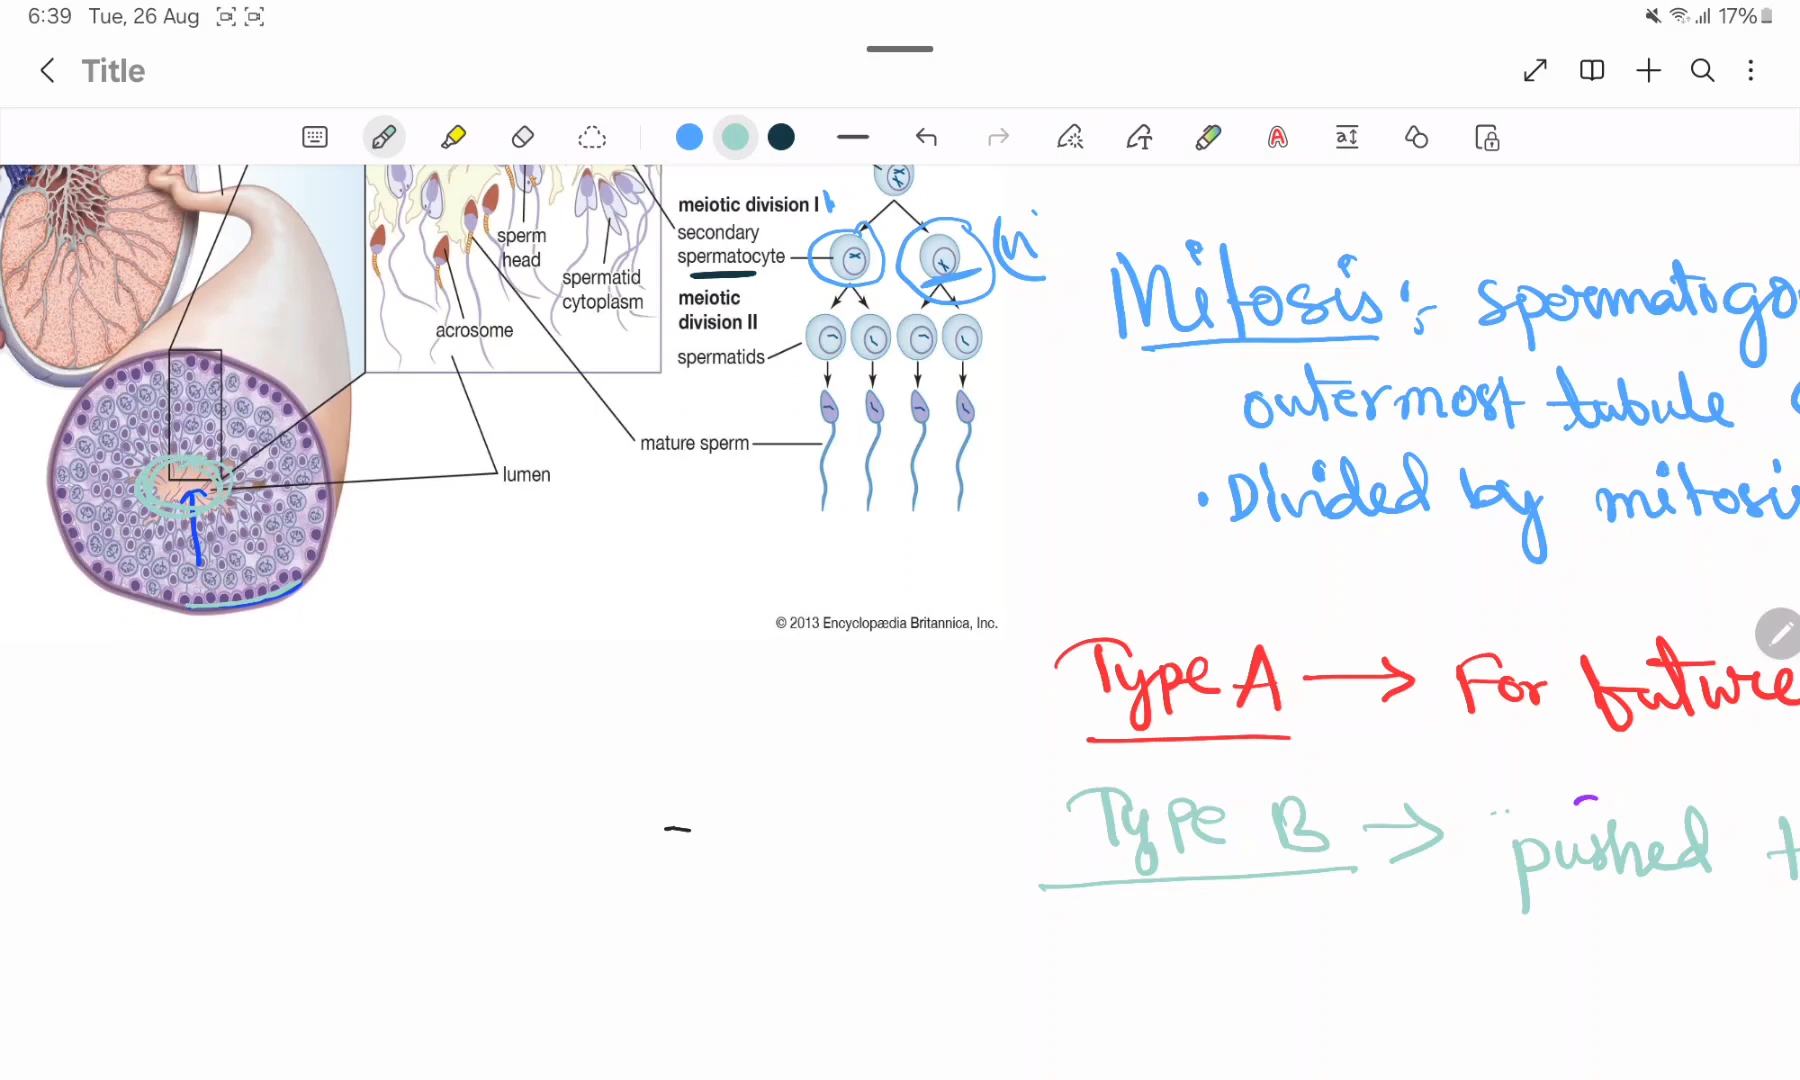 6:39 Tue, 26 Aug
17%
Title
meiotic division I
secondary
spermatocyte
(n
meiotic
division II
spermatids
mature sperm
sperm
head
spermatid
cytoplasm
acrosome
lumen
© 2013 Encyclopædia Britannica, Inc.
Mitosis :- spermatogo
outermost tubule
• Divided by mitosi
Type A → For future
Type B → pushed t